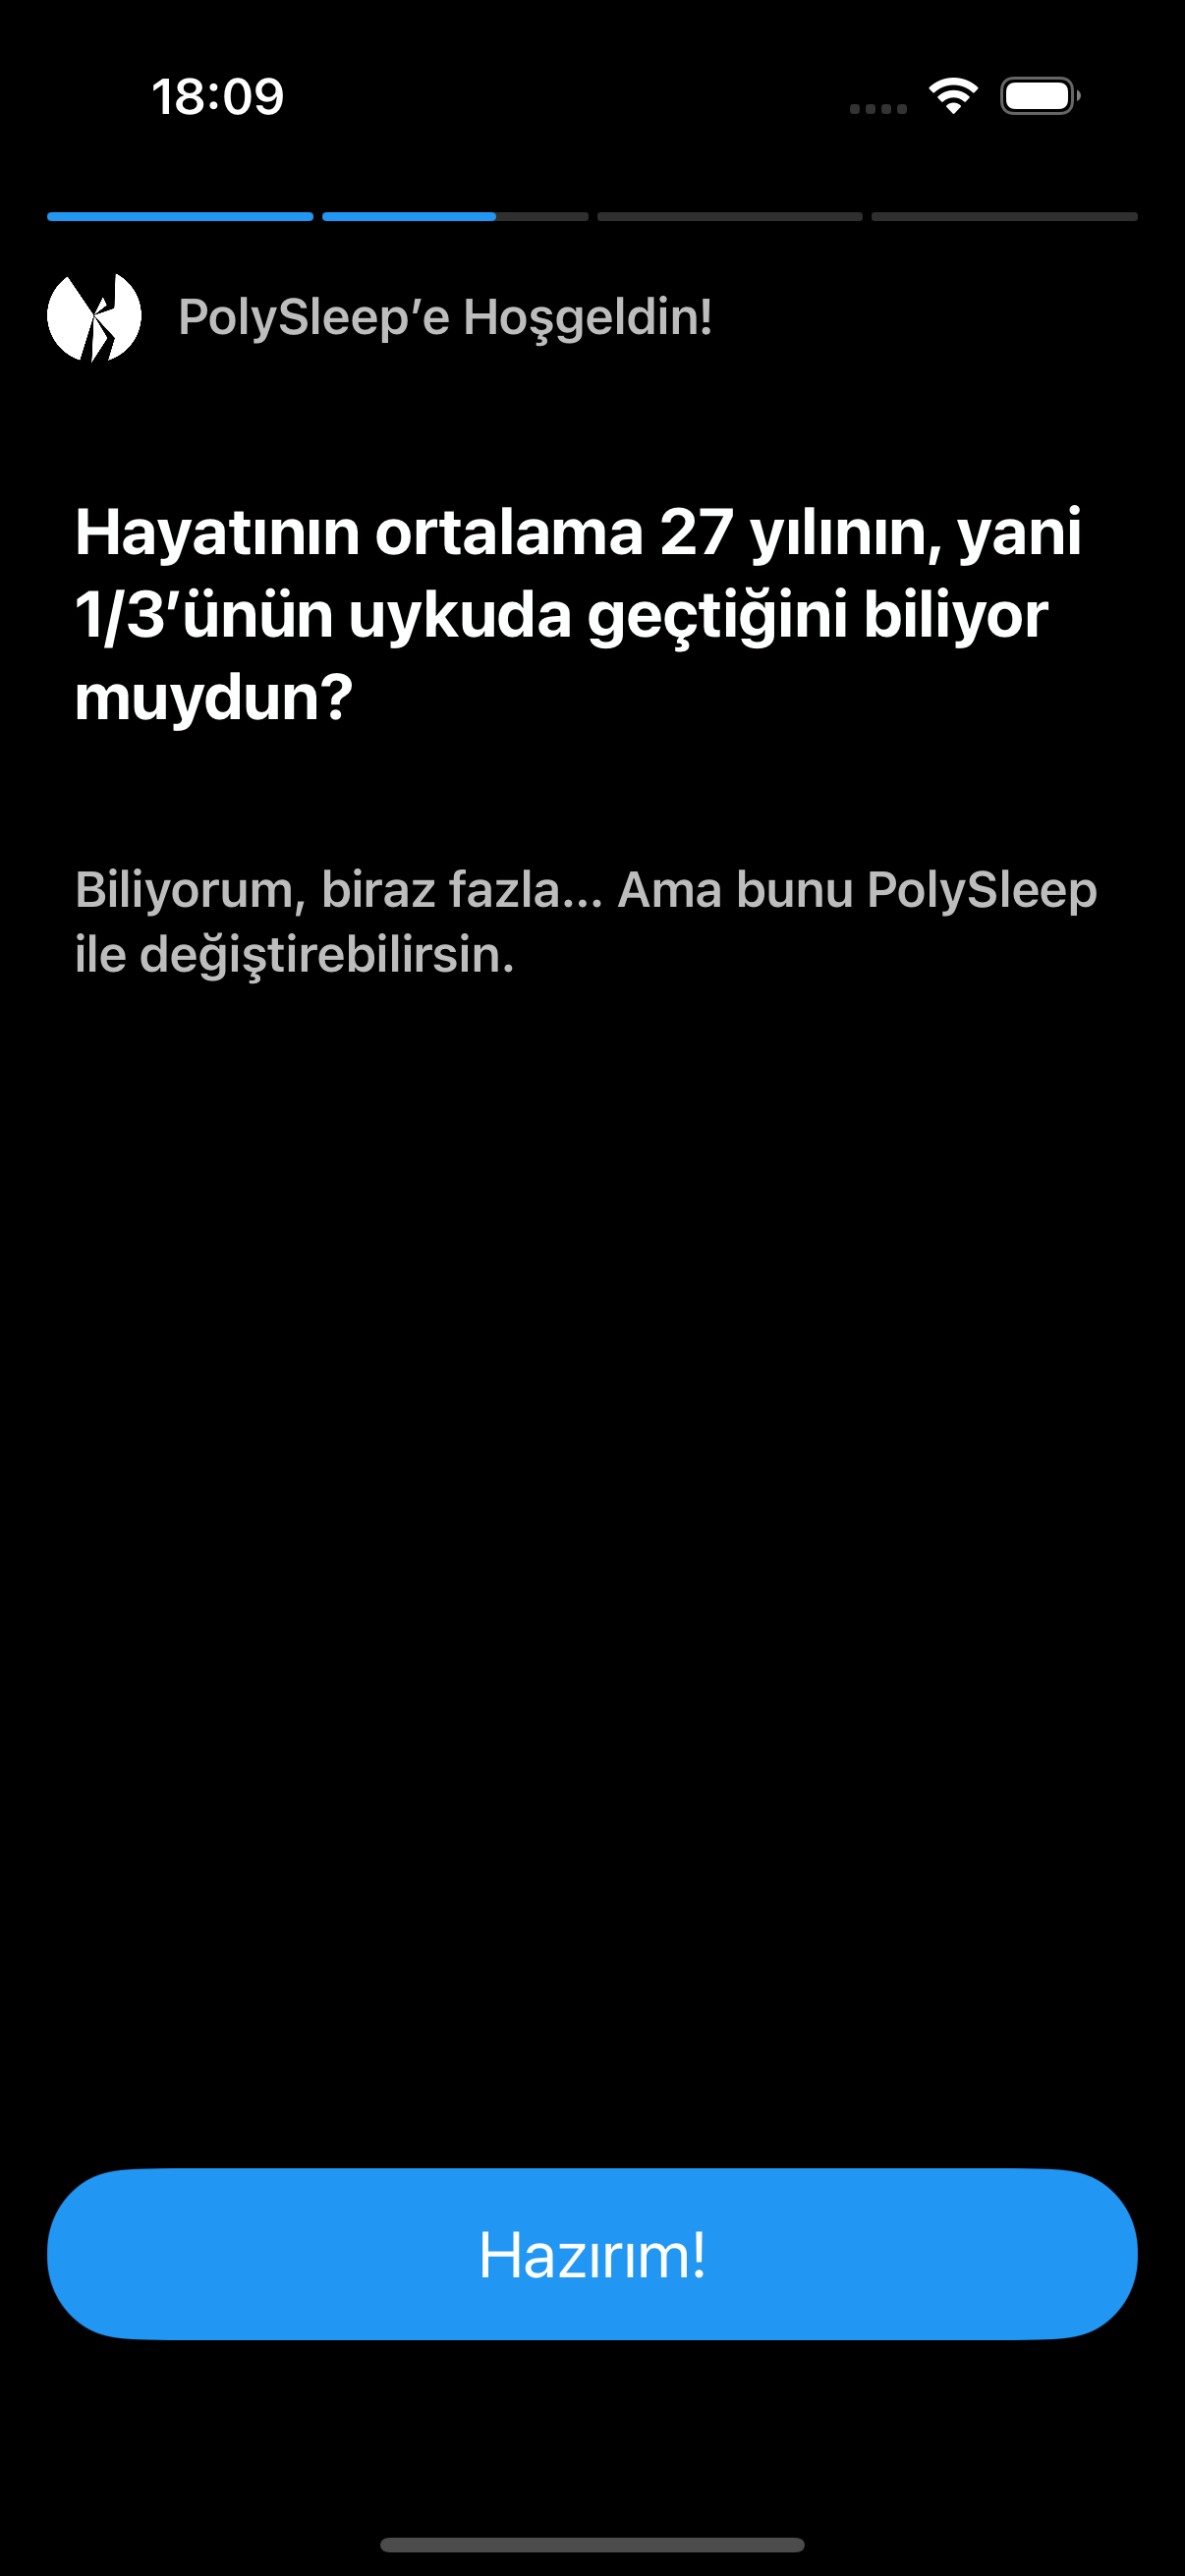 18:09
PolySleep’e Hoşgeldin!
Hayatının ortalama 27 yılının, yani
1/3’ünün uykuda geçtiğini biliyor
muydun?
Biliyorum, biraz fazla... Ama bunu PolySleep
ile değiştirebilirsin.
Hazırım!